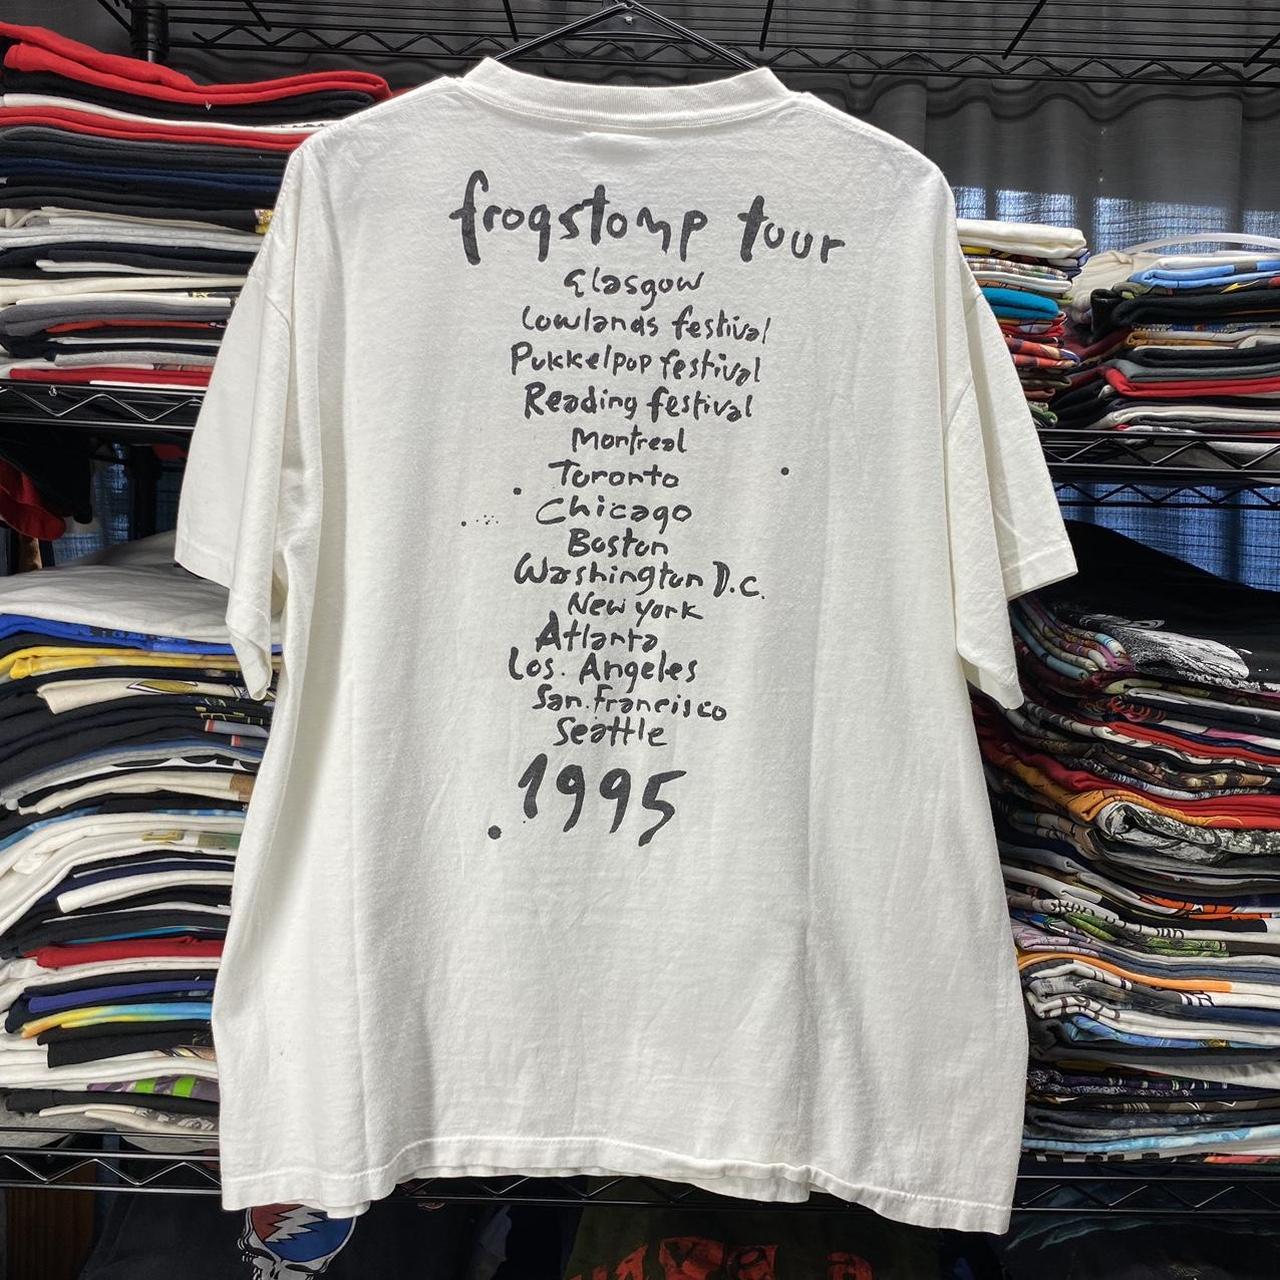 frogstomp tour
Glasgow
Lowlands festival
Pukkelpop festival
Reading festival
Montreal
Toronto
Chicago
Boston
Washington D.C.
New York
Atlanta
Los. Angeles
San. Francisco
Seattle
1995